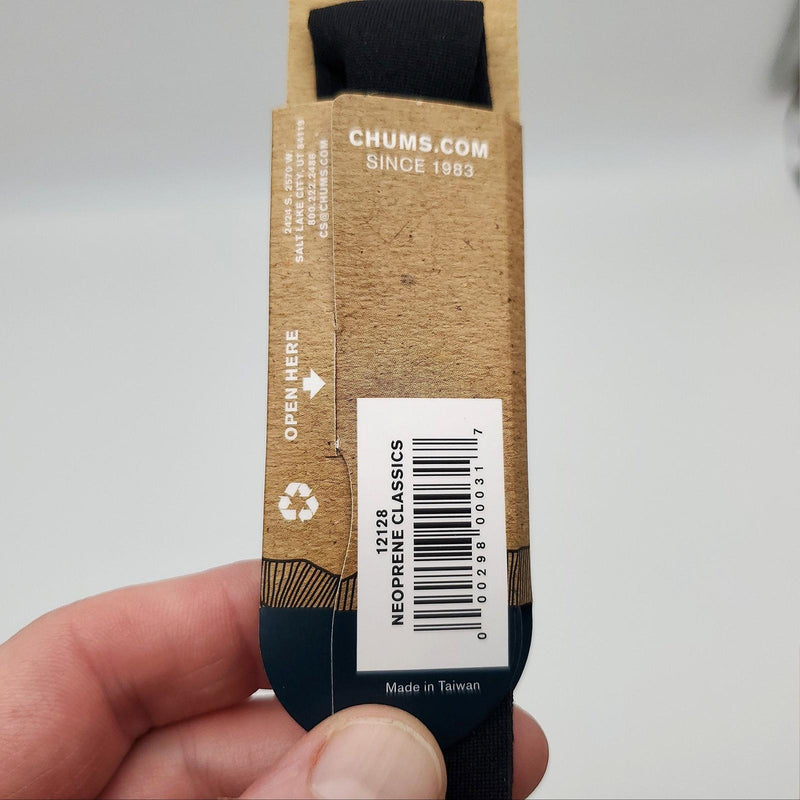 CHUMS.COM
SINCE 1983
2424 S. 2570 W.
SALT LAKE CITY, UT 84119
800.222.2486
CS@CHUMS.COM
OPEN HERE
12128
NEOPRENE CLASSICS
0 00298 00031 7
Made in Taiwan